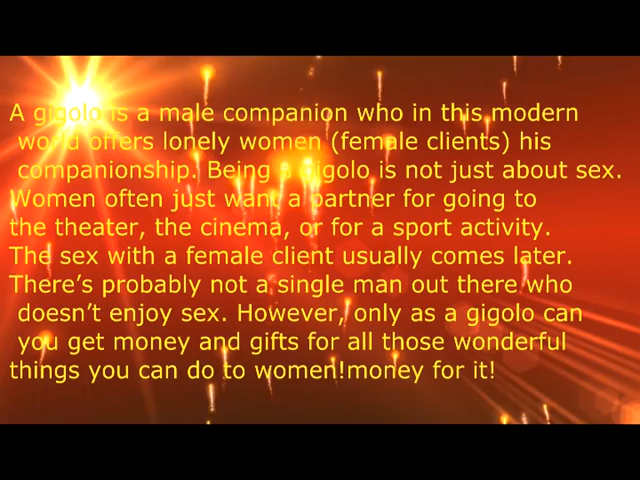 A gigolo is a male companion who in this modern
world offers lonely women (female clients) his
companionship. Being a gigolo is not just about sex.
Women often just want a partner for going to
the theater, the cinema, or for a sport activity.
The sex with a female client usually comes later.
There’s probably not a single man out there who
doesn’t enjoy sex. However, only as a gigolo can
you get money and gifts for all those wonderful
things you can do to women!money for it!